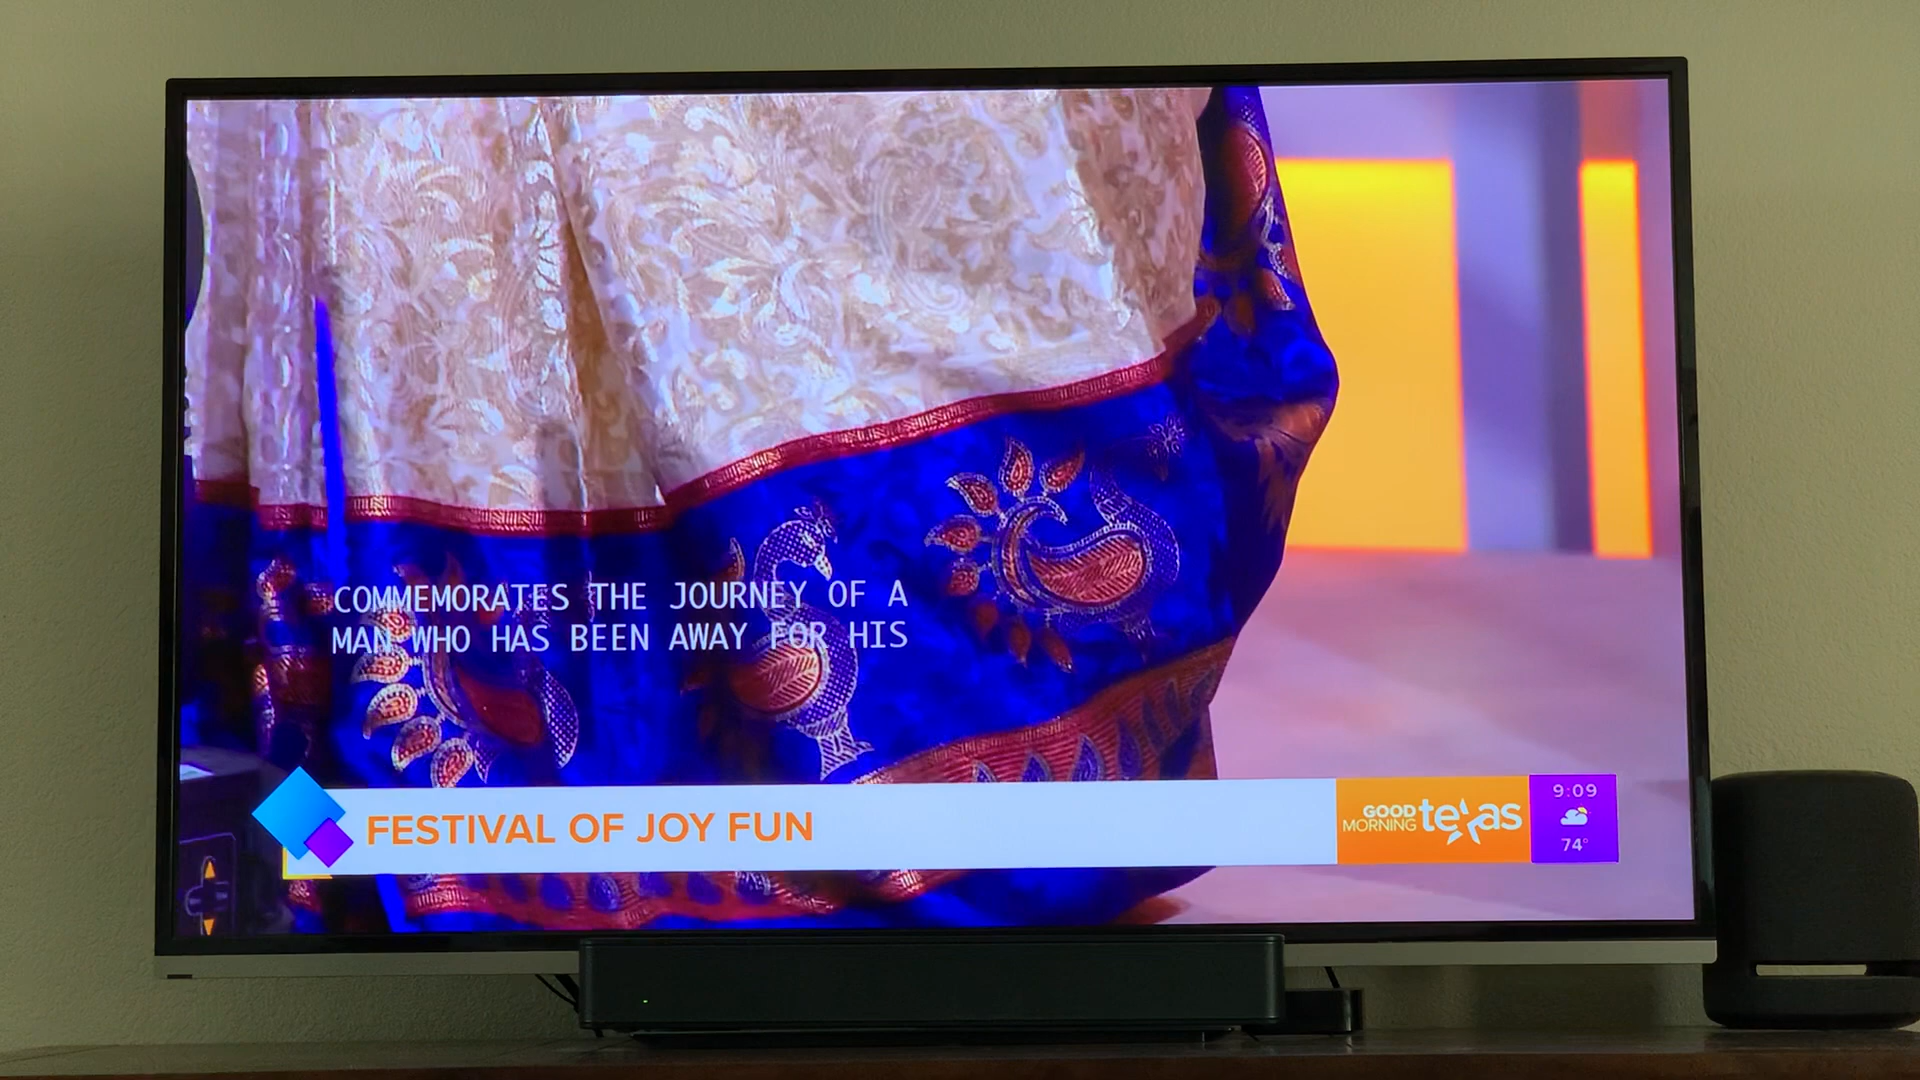 COMMEMORATES THE JOURNEY OF A
MAN WHO HAS BEEN AWAY FOR HIS
FESTIVAL OF JOY FUN
GOOD
MORNING texas
9:09
74°